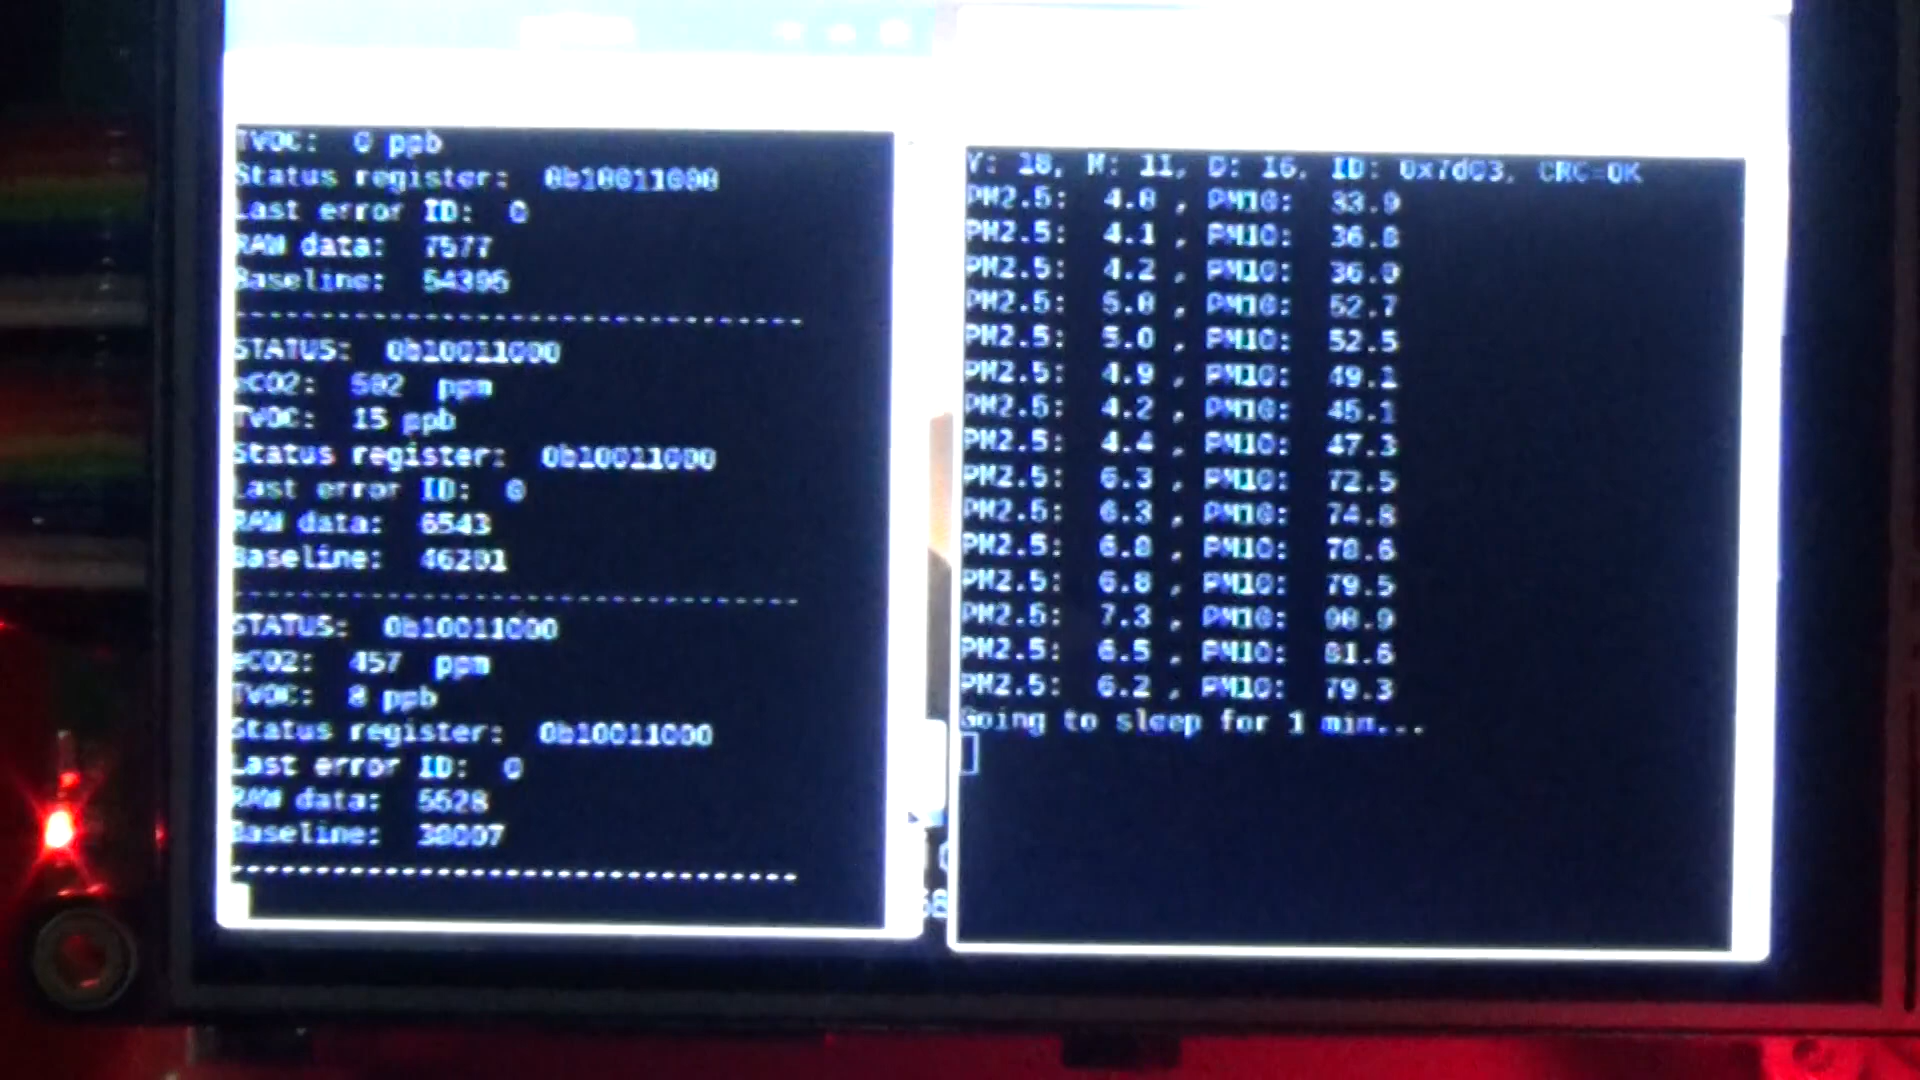 TVOC: 0 ppb
Status register: 0b10011000
Last error ID: 0
RAW data: 7577
Baseline: 54395
---------------------------------
STATUS: 0b10011000
eCO2: 502 ppm
TVOC: 15 ppb
Status register: 0b10011000
Last error ID: 0
RAW data: 6543
Baseline: 46201
---------------------------------
STATUS: 0b10011000
eCO2: 457 ppm
TVOC: 8 ppb
Status register: 0b10011000
Last error ID: 0
RAW data: 5528
Baseline: 38007
---------------------------------
Y: 18, M: 11, D: 16, ID: 0x7d03, CRC=OK
PM2.5: 4.0 , PM10: 33.9
PM2.5: 4.1 , PM10: 36.8
PM2.5: 4.2 , PM10: 36.0
PM2.5: 5.0 , PM10: 52.7
PM2.5: 5.0 , PM10: 52.5
PM2.5: 4.9 , PM10: 49.1
PM2.5: 4.2 , PM10: 45.1
PM2.5: 4.4 , PM10: 47.3
PM2.5: 6.3 , PM10: 72.5
PM2.5: 6.3 , PM10: 74.8
PM2.5: 6.8 , PM10: 78.6
PM2.5: 6.8 , PM10: 79.5
PM2.5: 7.3 , PM10: 90.9
PM2.5: 6.5 , PM10: 81.6
PM2.5: 6.2 , PM10: 79.3
Going to sleep for 1 min...